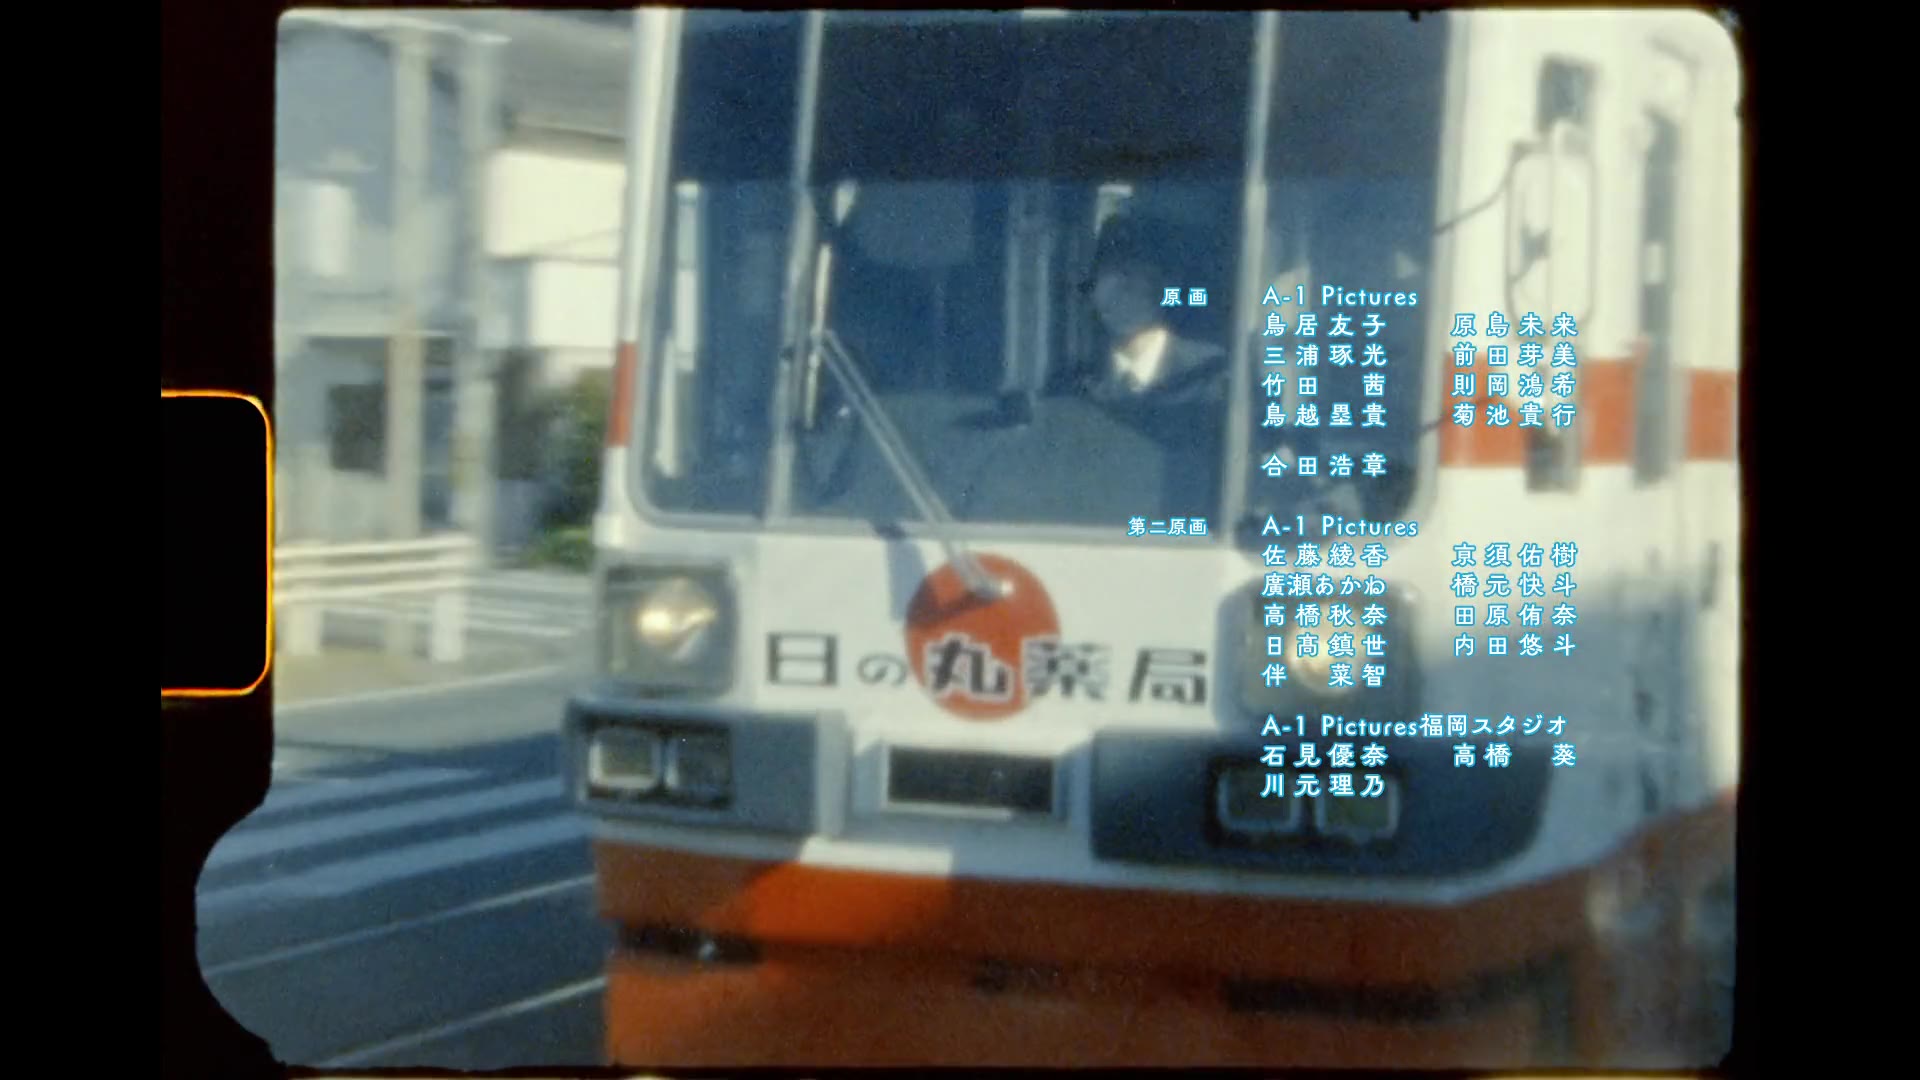 原画 A-1 Pictures
鳥居友子 原島未来
三浦琢光 前田芽美
竹田 茜 則岡鴻希
鳥越塁貴 菊池貴行
合田浩章
第二原画 A-1 Pictures
佐藤綾香 京須佑樹
廣瀬あかね 橋元快斗
高橋秋奈 田原侑奈
日髙鎮世 内田悠斗
伴 菜智
A-1 Pictures福岡スタジオ
石見優奈 高橋 葵
川元理乃
日の丸薬局